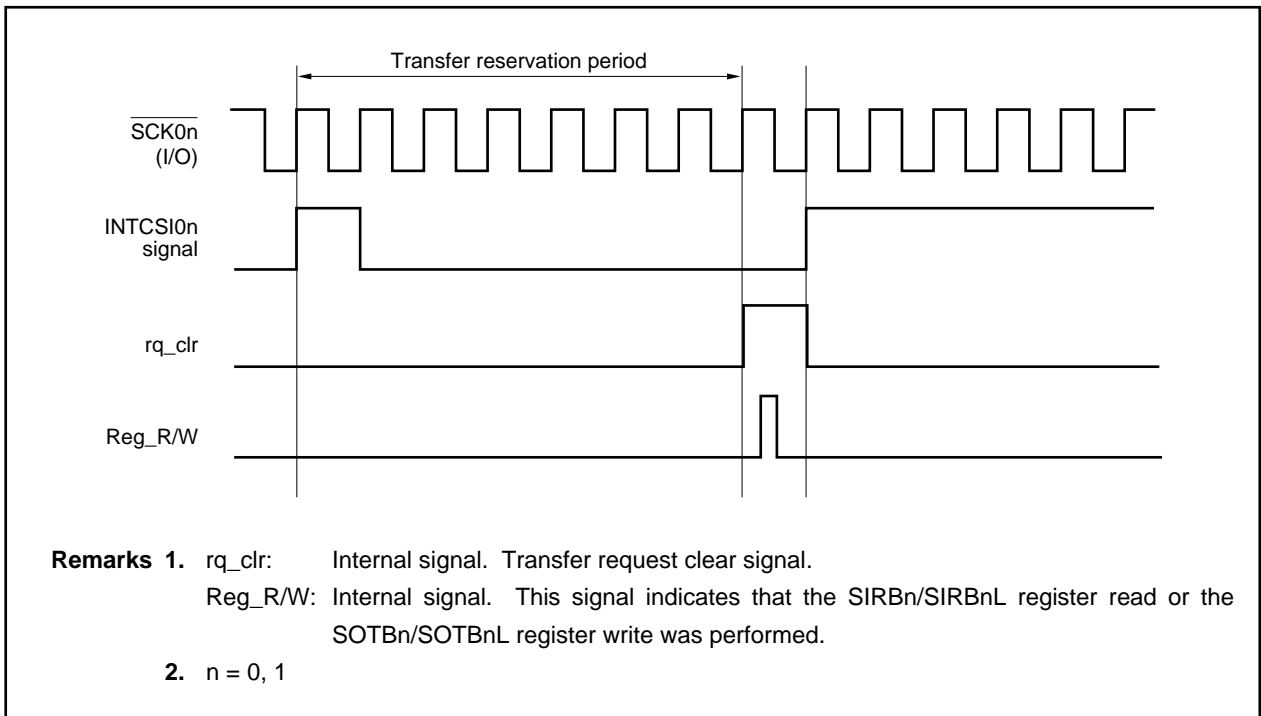 Transfer reservation period
SCK0n
(I/O)
INTCSI0n
signal
rq_clr
Reg_R/W
Remarks 1. rq_clr: Internal signal. Transfer request clear signal.
Reg_R/W: Internal signal. This signal indicates that the SIRBn/SIRBnL register read or the
SOTBn/SOTBnL register write was performed.
2. n = 0, 1